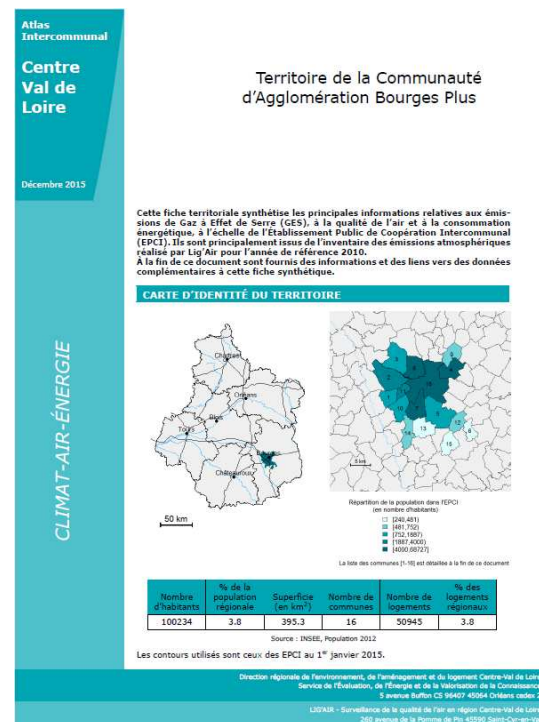 Atlas
Intercommunal
Centre
Val de
Loire
Décembre 2015
CLIMAT-AIR-ÉNERGIE
Territoire de la Communauté
d'Agglomération Bourges Plus
Cette fiche territoriale synthétise les principales informations relatives aux émis-
sions de Gaz à Effet de Serre (GES), à la qualité de l'air et à la consommation
énergétique, à l'échelle de l'Établissement Public de Coopération Intercommunal
(EPCI). Ils sont principalement issus de l'inventaire des émissions atmosphériques
réalisé par Lig'Air pour l'année de référence 2010.
À la fin de ce document sont fournis des informations et des liens vers des données
complémentaires à cette fiche synthétique.
CARTE D'IDENTITÉ DU TERRITOIRE
Chartres
Orléans
Blois
Tours
Châteauroux
50 km
5 km
Répartition de la population dans l'EPCI
(en nombre d'habitants)
[240,481)
[481,752)
[752,1887)
[1887,4000)
[4000,66727]
La liste des communes [1-16] est détaillée à la fin de ce document
Nombre d'habitants % de la population régionale Superficie (en km²) Nombre de communes Nombre de logements % des logements régionaux
100234 3.8 395.3 16 50945 3.8
Source : INSEE, Population 2012
Les contours utilisés sont ceux des EPCI au 1er janvier 2015.
Direction régionale de l'environnement, de l'aménagement et du logement Centre-Val de Loire
Service de l'Évaluation, de l'Énergie et de la Valorisation de la Connaissance
5 avenue Buffon CS 96407 45064 Orléans cedex 2
LIG'AIR - Surveillance de la qualité de l'air en région Centre-Val de Loire
260 avenue de la Pomme de Pin 45590 Saint-Cyr-en-Val